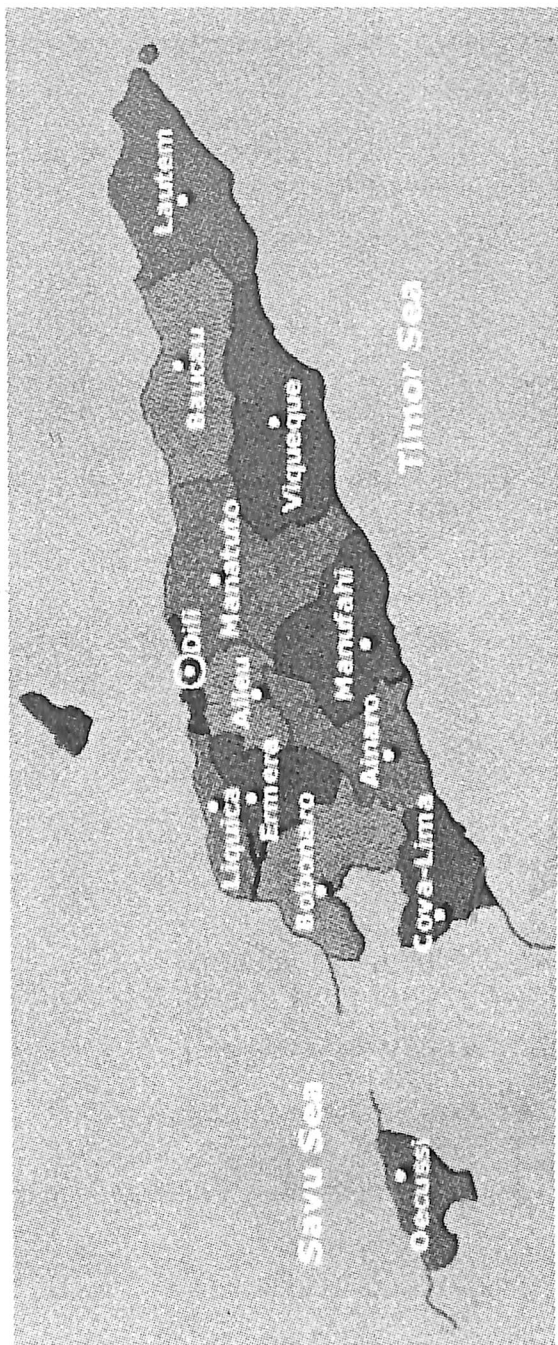 Lautem
Baucau
Viqueque
Manatuto
Dili
Manufahi
Aileu
Ainaro
Liquica
Ermera
Bobonaro
Cova-Lima
Oecussi
Timor Sea
Savu Sea